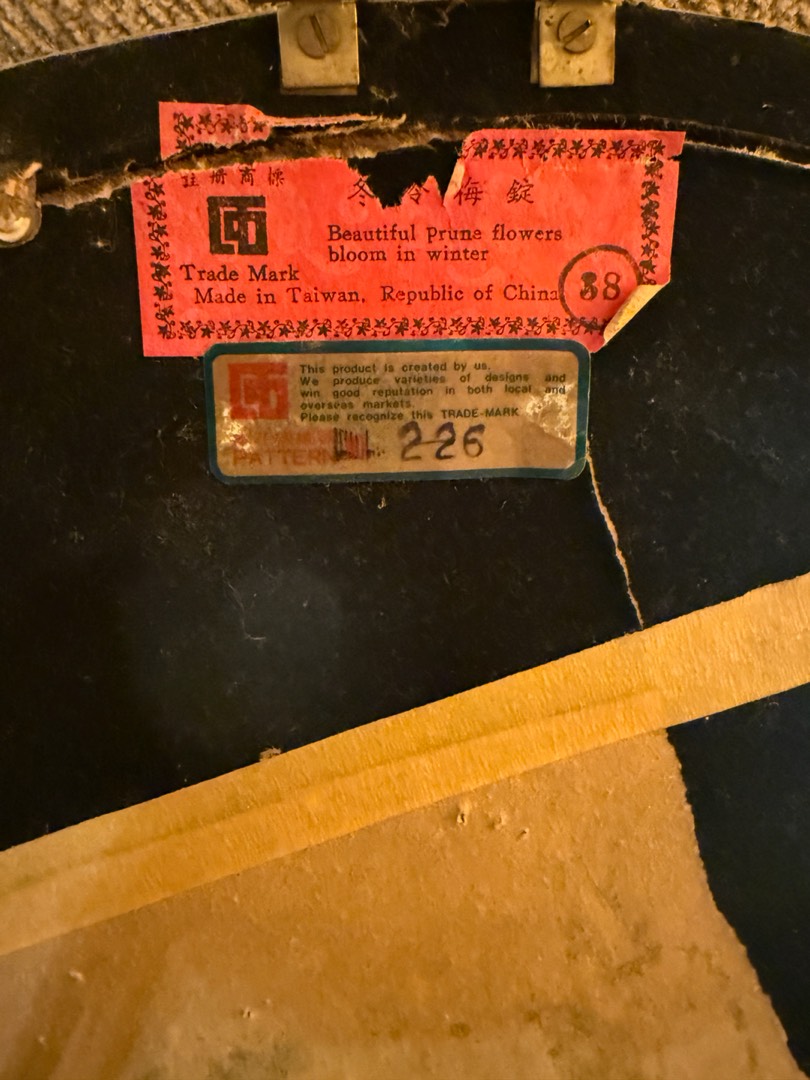 註冊商標
冬令梅錠
Beautiful prune flowers
bloom in winter
Trade Mark
Made in Taiwan, Republic of China
38
This product is created by us.
We produce varieties of designs and
win good reputation in both local and
overseas markets.
Please recognize this TRADE-MARK
PATTERN
226